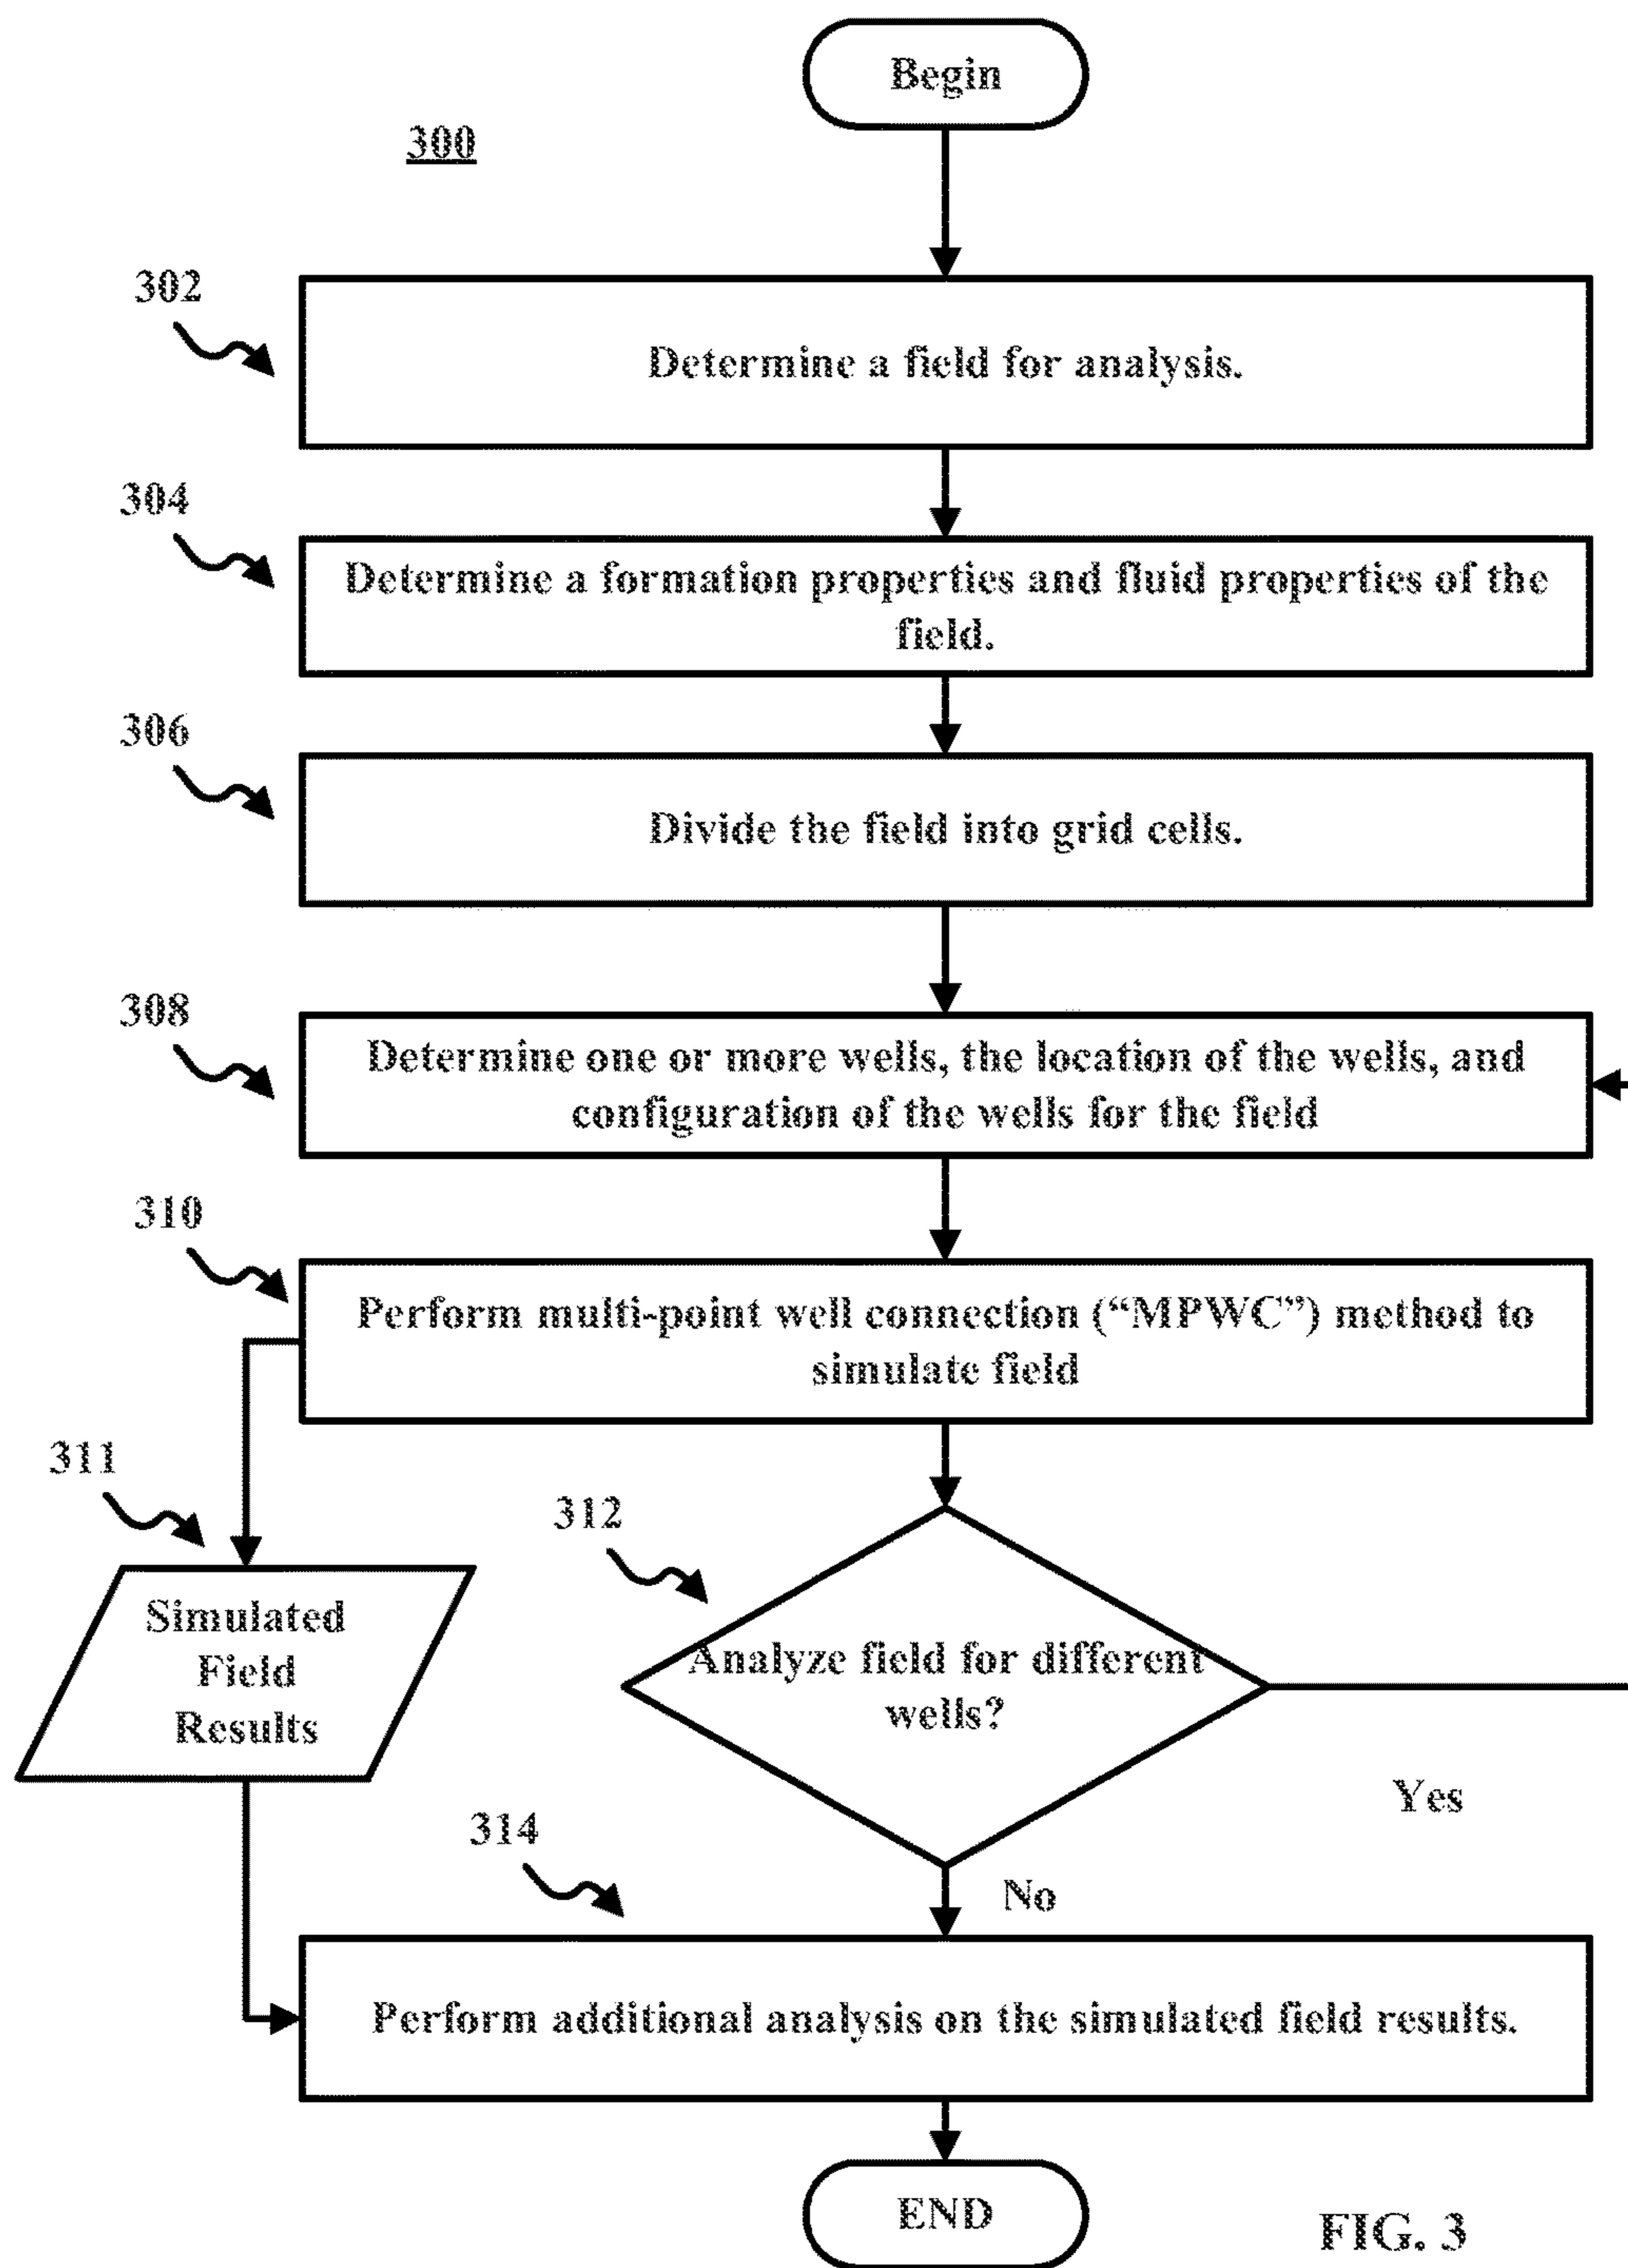 Begin
300
302
Determine a field for analysis.
304
Determine a formation properties and fluid properties of the
field.
306
Divide the field into grid cells.
308
Determine one or more wells, the location of the wells, and
configuration of the wells for the field
310
Perform multi-point well connection (“MPWC”) method to
simulate field
311
Simulated
Field
Results
312
Analyze field for different
wells?
Yes
No
314
Perform additional analysis on the simulated field results.
END
FIG. 3